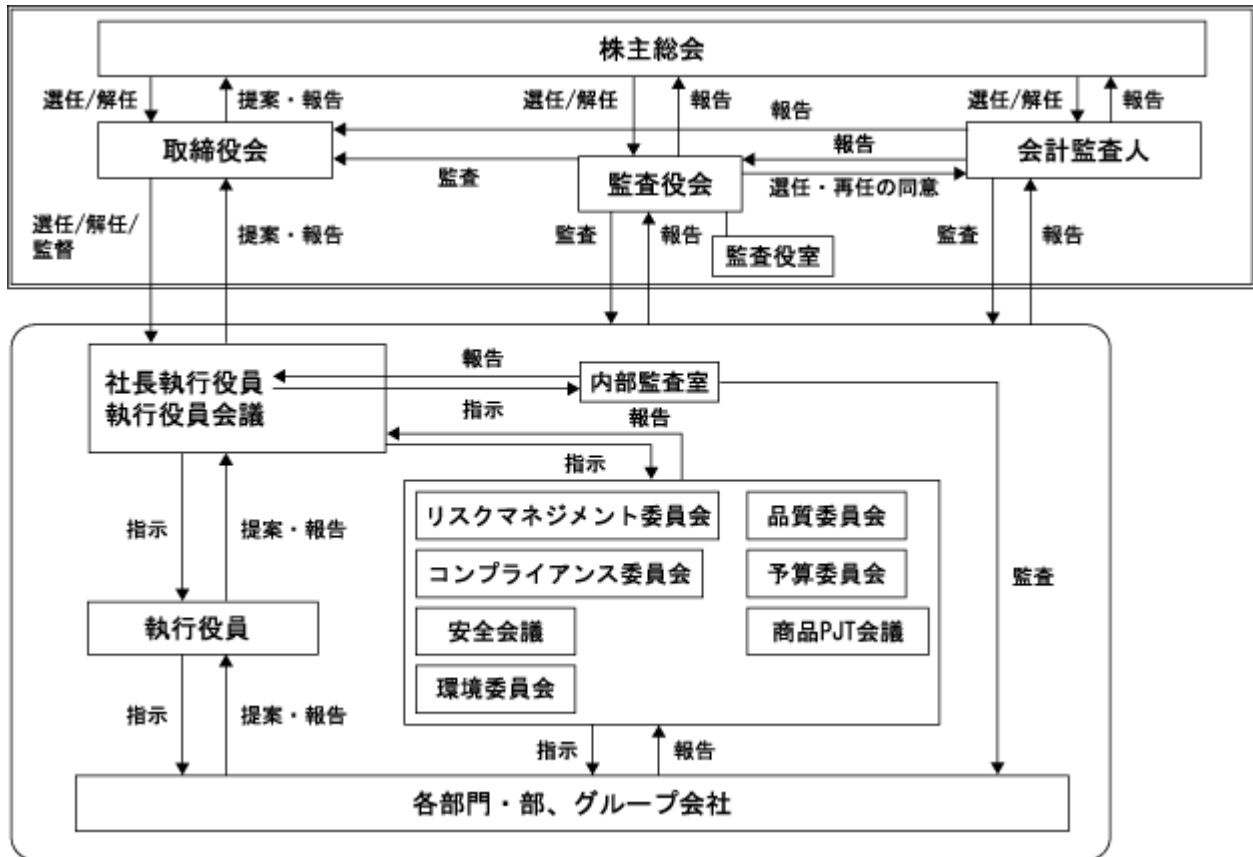 株主総会
選任/解任
提案・報告
選任/解任
報告
選任/解任
報告
報告
取締役会
会計監査人
報告
監査
監査役会
選任・再任の同意
選任/解任/
監督
提案・報告
監査
報告
監査役室
監査
報告
社長執行役員
執行役員会議
報告
内部監査室
指示
報告
指示
リスクマネジメント委員会
品質委員会
指示
提案・報告
コンプライアンス委員会
予算委員会
監査
執行役員
安全会議
商品PJT会議
環境委員会
指示
提案・報告
指示
報告
各部門・部、グループ会社